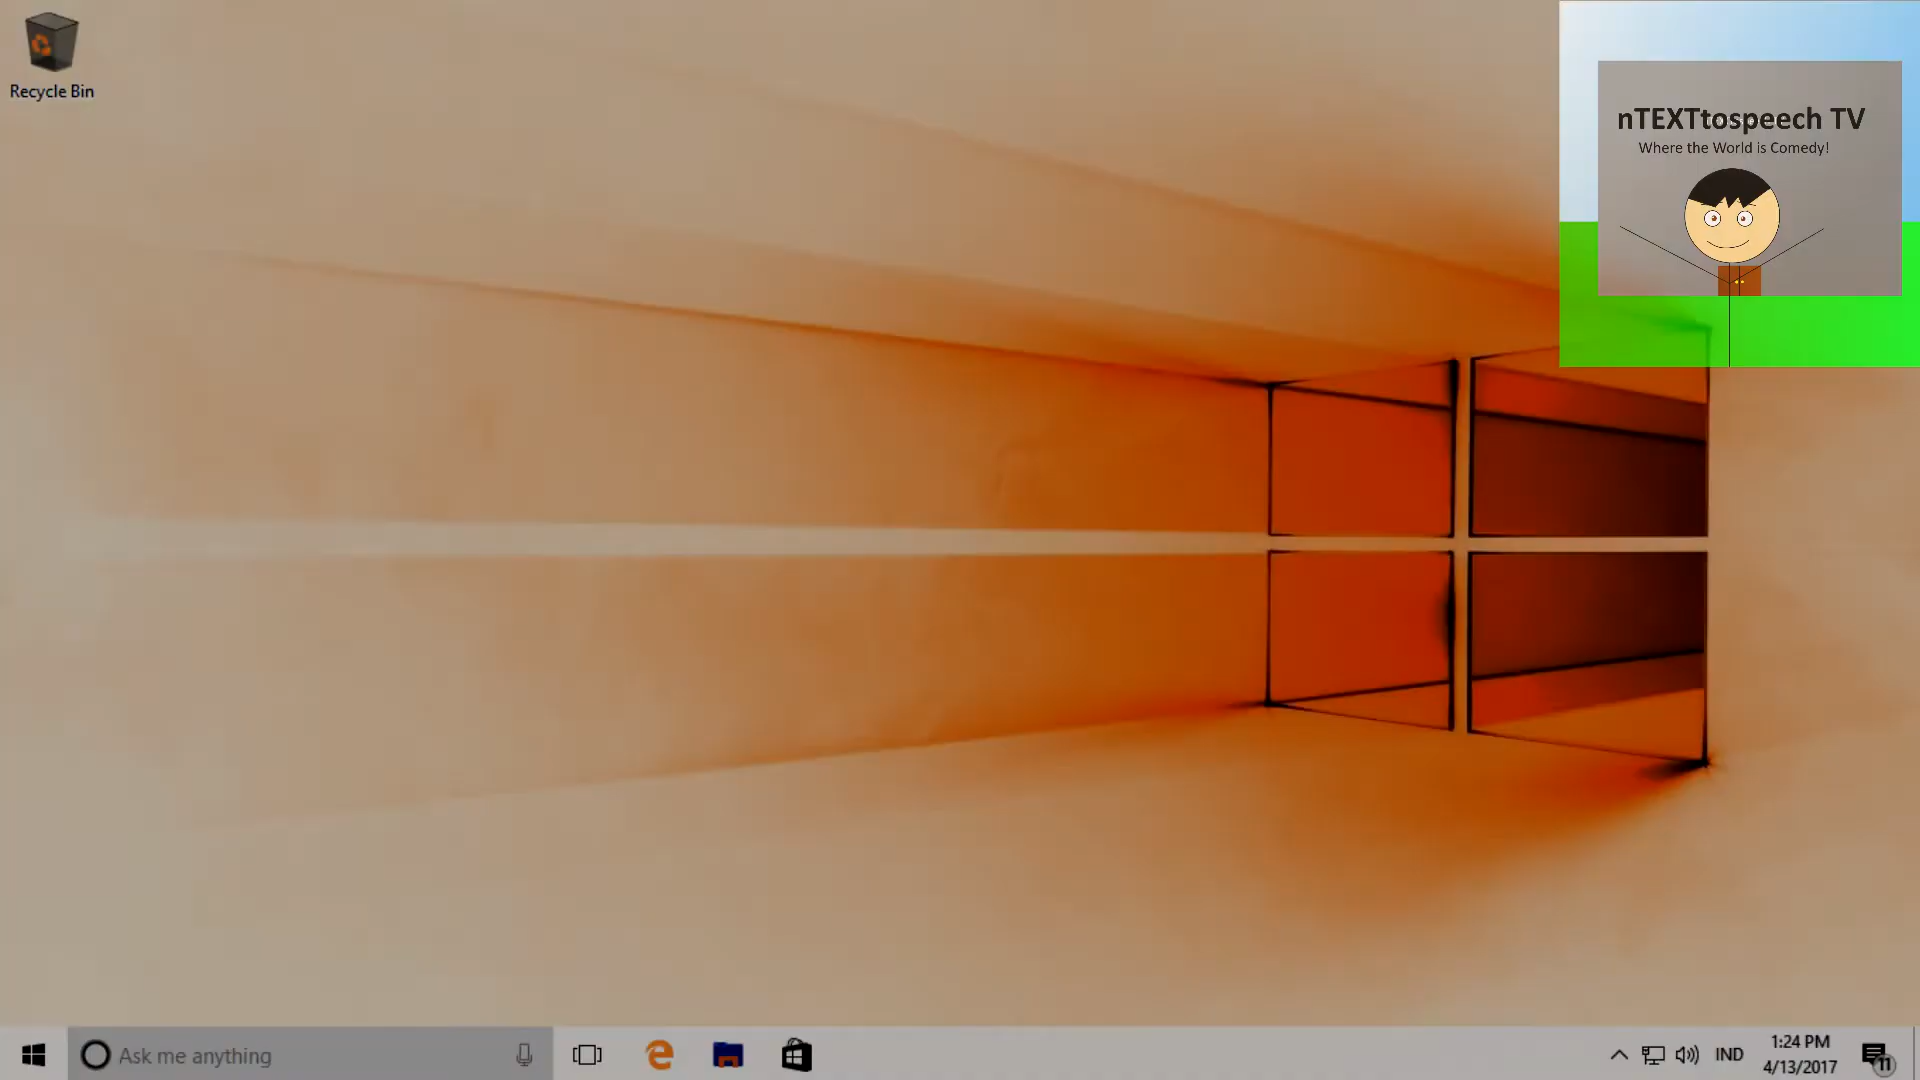 Recycle Bin
nTEXTtospeech TV
Where the World is Comedy!
Ask me anything
IND
1:24 PM
4/13/2017
11